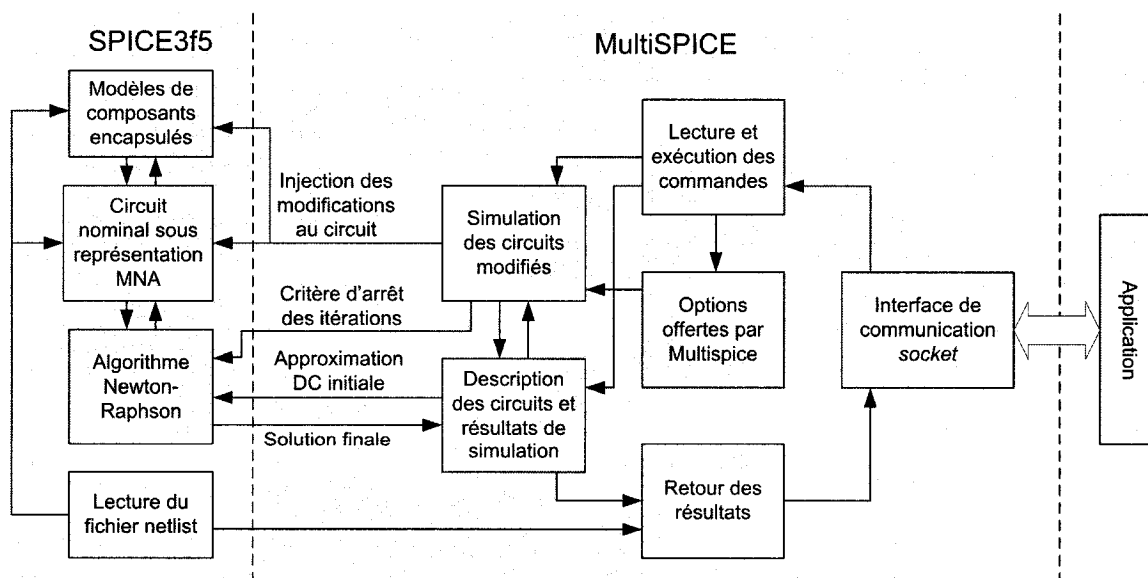 SPICE3f5
MultiSPICE
Modèles de
composants
encapsulés
Circuit
nominal sous
représentation
MNA
Algorithme
Newton-
Raphson
Lecture du
fichier netlist
Injection des
modifications
au circuit
Critère d'arrêt
des itérations
Approximation
DC initiale
Solution finale
Simulation
des circuits
modifiés
Description
des circuits et
résultats de
simulation
Lecture et
exécution des
commandes
Options
offertes par
Multispice
Retour des
résultats
Interface de
communication
socket
Application